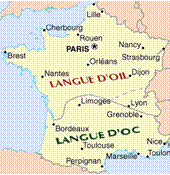 Lille
Cherbourg
Rouen
PARIS
Nancy
Strasbourg
Brest
Orléans
Nantes
Dijon
LANGUE D'OIL
Limoges
Lyon
Grenoble
Bordeaux
LANGUE D'OC
Toulouse
Nice
Marseille
Toulon
Perpignan